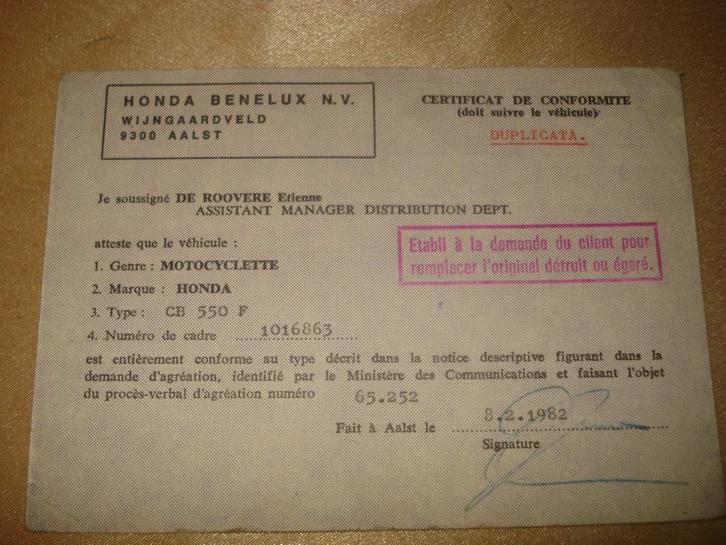 HONDA BENELUX N.V.
WIJNGAARDVELD
9300 AALST
CERTIFICAT DE CONFORMITE
(doit suivre le véhicule)
DUPLICATA.
Je soussigné DE ROOVERE Etienne
ASSISTANT MANAGER DISTRIBUTION DEPT.
atteste que le véhicule :
Etabli à la demande du client pour
remplacer l'original détruit ou égaré.
1. Genre : MOTOCYCLETTE
2. Marque : HONDA
3. Type : CB 550 F
4. Numéro de cadre 1016863
est entièrement conforme au type décrit dans la notice descriptive figurant dans la
demande d'agréation, identifié par le Ministère des Communications et faisant l'objet
du procès-verbal d'agréation numéro 65.252
Fait à Aalst le 8.2.1982
Signature